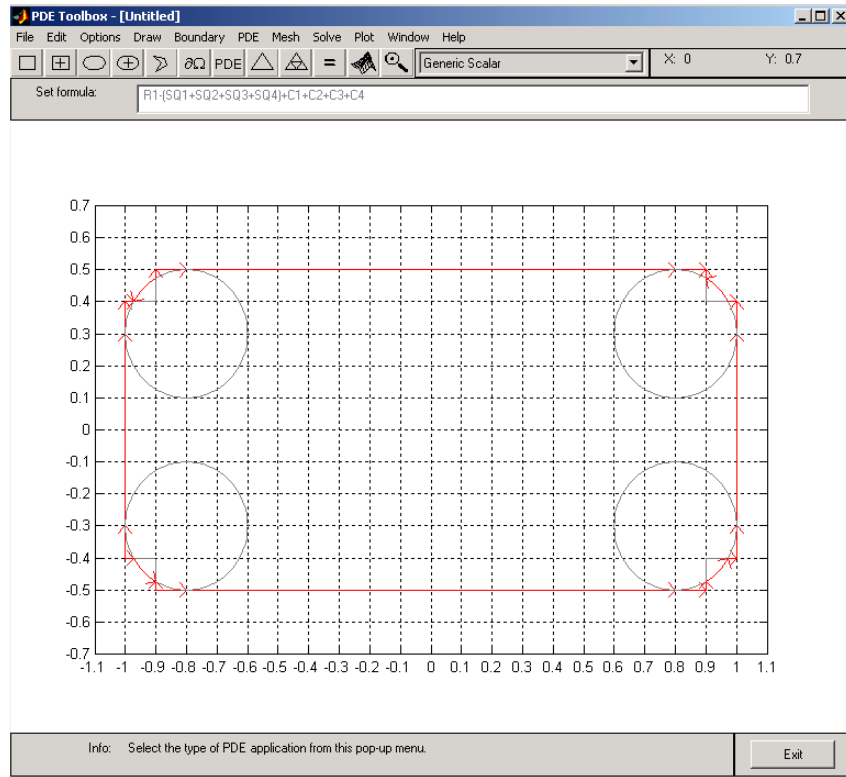 PDE Toolbox - [Untitled]
File Edit Options Draw Boundary PDE Mesh Solve Plot Window Help
∂Ω PDE = Generic Scalar X: 0 Y: 0.7
Set formula: R1-(SQ1+SQ2+SQ3+SQ4)+C1+C2+C3+C4
0.7
0.6
0.5
0.4
0.3
0.2
0.1
0
-0.1
-0.2
-0.3
-0.4
-0.5
-0.6
-0.7
-1.1 -1 -0.9 -0.8 -0.7 -0.6 -0.5 -0.4 -0.3 -0.2 -0.1 0 0.1 0.2 0.3 0.4 0.5 0.6 0.7 0.8 0.9 1 1.1
Info: Select the type of PDE application from this pop-up menu. Exit